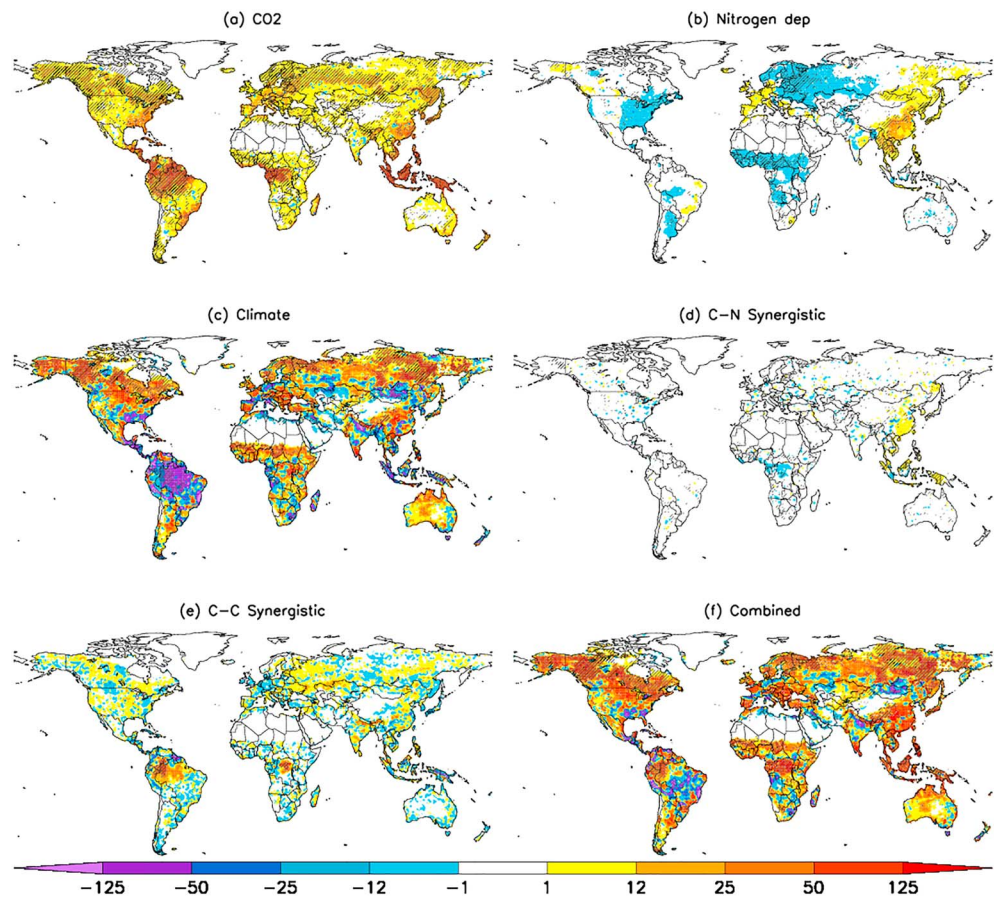 (a) CO2
(b) Nitrogen dep
(c) Climate
(d) C-N Synergistic
(e) C-C Synergistic
(f) Combined
-125 -50 -25 -12 -1 1 12 25 50 125